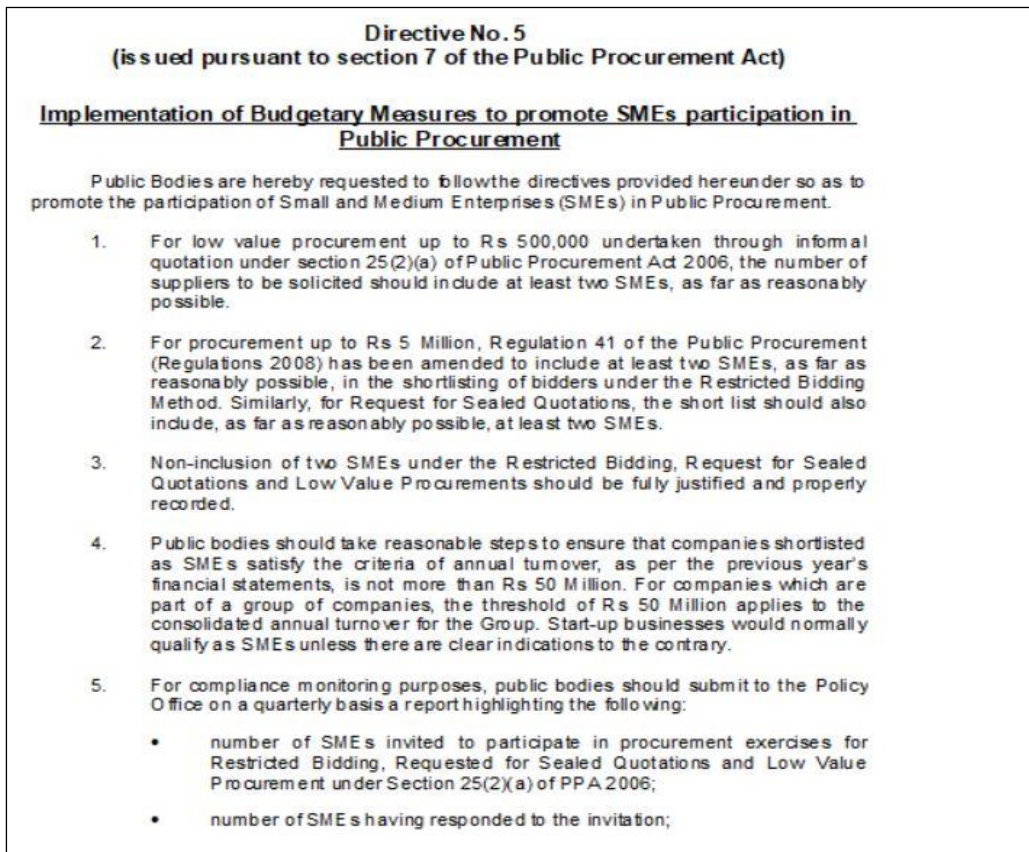 Directive No. 5
(issued pursuant to section 7 of the Public Procurement Act)
Implementation of Budgetary Measures to promote SMEs participation in
Public Procurement
Public Bodies are hereby requested to follow the directives provided hereunder so as to
promote the participation of Small and Medium Enterprises (SMEs) in Public Procurement.
1. For low value procurement up to Rs 500,000 undertaken through informal
quotation under section 25(2)(a) of Public Procurement Act 2006, the number of
suppliers to be solicited should include at least two SMEs, as far as reasonably
possible.
2. For procurement up to Rs 5 Million, Regulation 41 of the Public Procurement
(Regulations 2008) has been amended to include at least two SMEs, as far as
reasonably possible, in the shortlisting of bidders under the Restricted Bidding
Method. Similarly, for Request for Sealed Quotations, the short list should also
include, as far as reasonably possible, at least two SMEs.
3. Non-inclusion of two SMEs under the Restricted Bidding, Request for Sealed
Quotations and Low Value Procurements should be fully justified and properly
recorded.
4. Public bodies should take reasonable steps to ensure that companies shortlisted
as SMEs satisfy the criteria of annual turnover, as per the previous year's
financial statements, is not more than Rs 50 Million. For companies which are
part of a group of companies, the threshold of Rs 50 Million applies to the
consolidated annual turnover for the Group. Start-up businesses would normally
qualify as SMEs unless there are clear indications to the contrary.
5. For compliance monitoring purposes, public bodies should submit to the Policy
Office on a quarterly basis a report highlighting the following:
• number of SMEs invited to participate in procurement exercises for
Restricted Bidding, Requested for Sealed Quotations and Low Value
Procurement under Section 25(2)(a) of PPA 2006;
• number of SMEs having responded to the invitation;